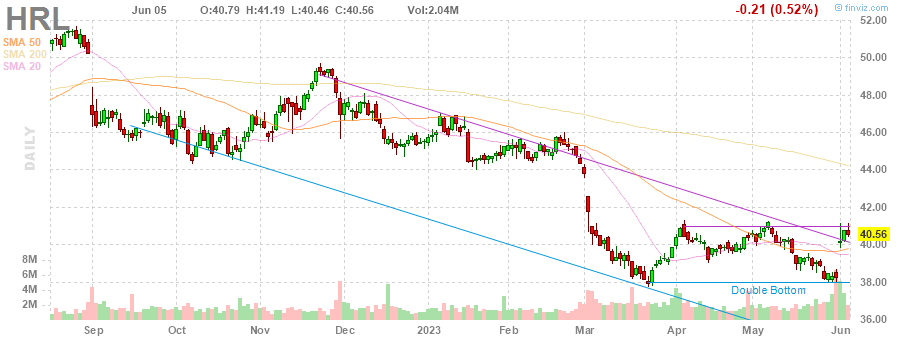 HRL Jun 05 O:40.79 H:41.19 L:40.46 C:40.56 Vol:2.04M -0.21 (0.52%) @ finviz.com
SMA 50
SMA 200
SMA 20
DAILY
52.00
50.00
48.00
46.00
44.00
42.00
40.56
40.00
38.00
36.00
8M
6M
4M
2M
Double Bottom
Sep Oct Nov Dec 2023 Feb Mar Apr May Jun